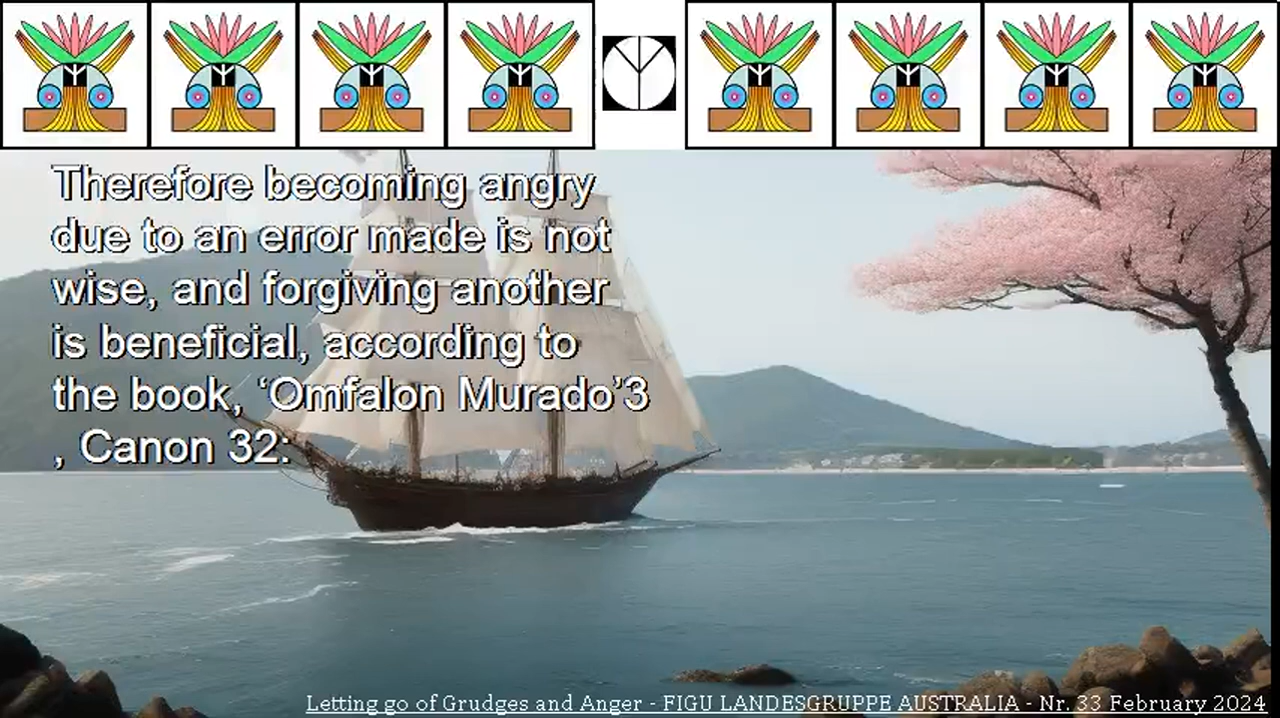 Therefore becoming angry
due to an error made is not
wise, and forgiving another
is beneficial, according to
the book, ‘Omfalon Murado’3
, Canon 32:
Letting go of Grudges and Anger - FIGU LANDESGRUPPE AUSTRALIA - Nr. 33 February 2024